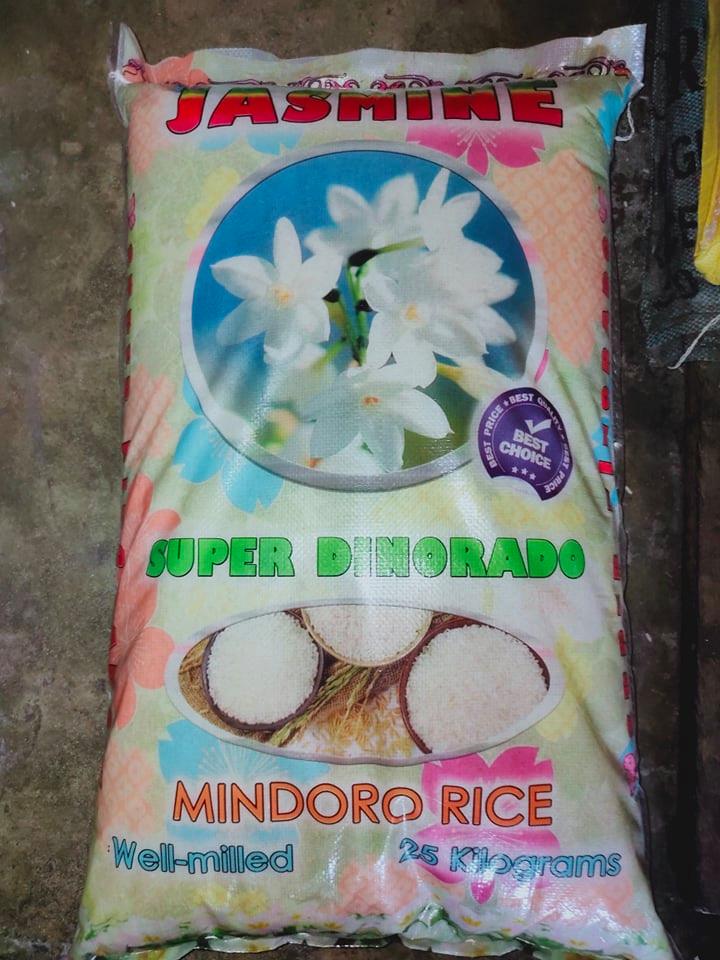 JASMINE
BEST PRICE ★ BEST QUALITY ★ BEST PRICE
BEST
CHOICE
SUPER DINORADO
MINDORO RICE
Well-milled 25 Kilograms